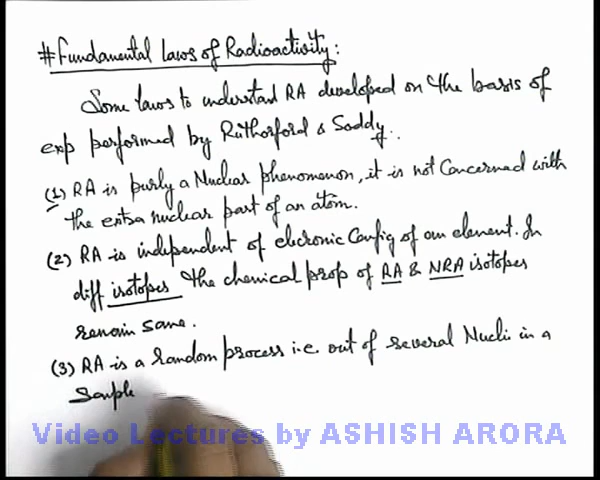 # Fundamental Laws of Radioactivity:
Some laws to understand RA developed on the basis of
exp performed by Rutherford & Soddy.
(1) RA is purly a Nuclear phenomenon, it is not Concerned with
the extra nuclear part of an atom.
(2) RA is independent of elecronic Config of an element. In
diff isotopes the chemical prop of RA & NRA isotopes
remain same.
(3) RA is a random process i.e. out of several Nucli in a
Sample
Video Lectures by ASHISH ARORA